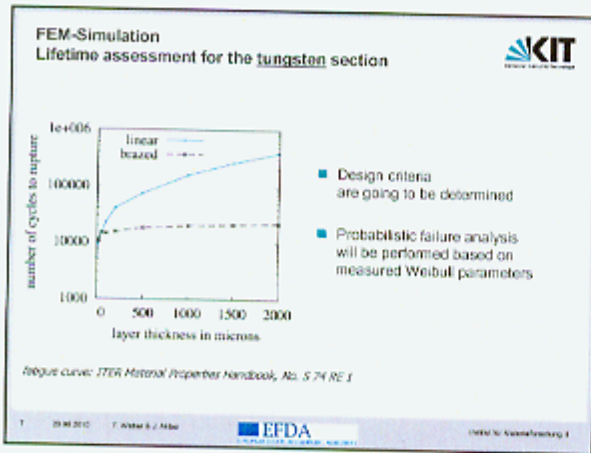 FEM-Simulation
Lifetime assessment for the tungsten section
KIT
1e+006
100000
10000
1000
number of cycles to rupture
linear
brazed
0 500 1000 1500 2000
layer thickness in microns
Design criteria
are going to be determined
Probabilistic failure analysis
will be performed based on
measured Weibull parameters
fatigue curve: ITER Material Properties Handbook, No. S 74 RE 1
EFDA